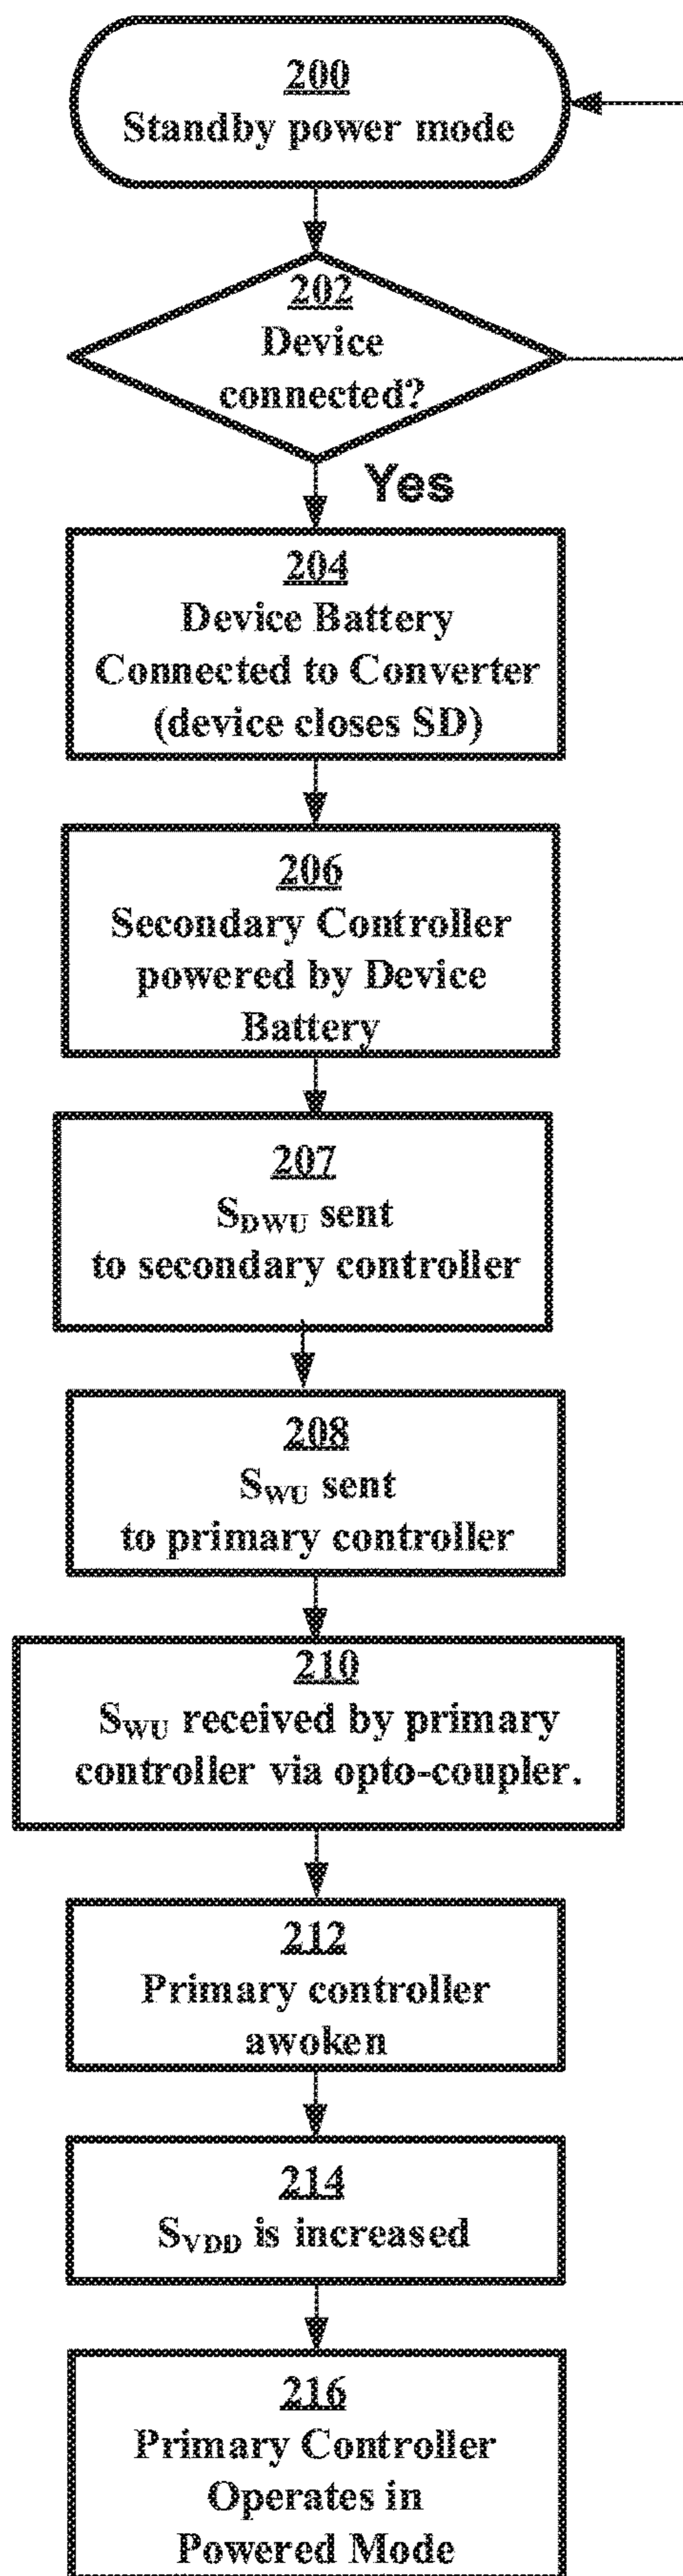 200
Standby power mode
202
Device
connected?
Yes
204
Device Battery
Connected to Converter
(device closes SD)
206
Secondary Controller
powered by Device
Battery
207
SDWU sent
to secondary controller
208
SWU sent
to primary controller
210
SWU received by primary
controller via opto-coupler.
212
Primary controller
awoken
214
SVDD is increased
216
Primary Controller
Operates in
Powered Mode